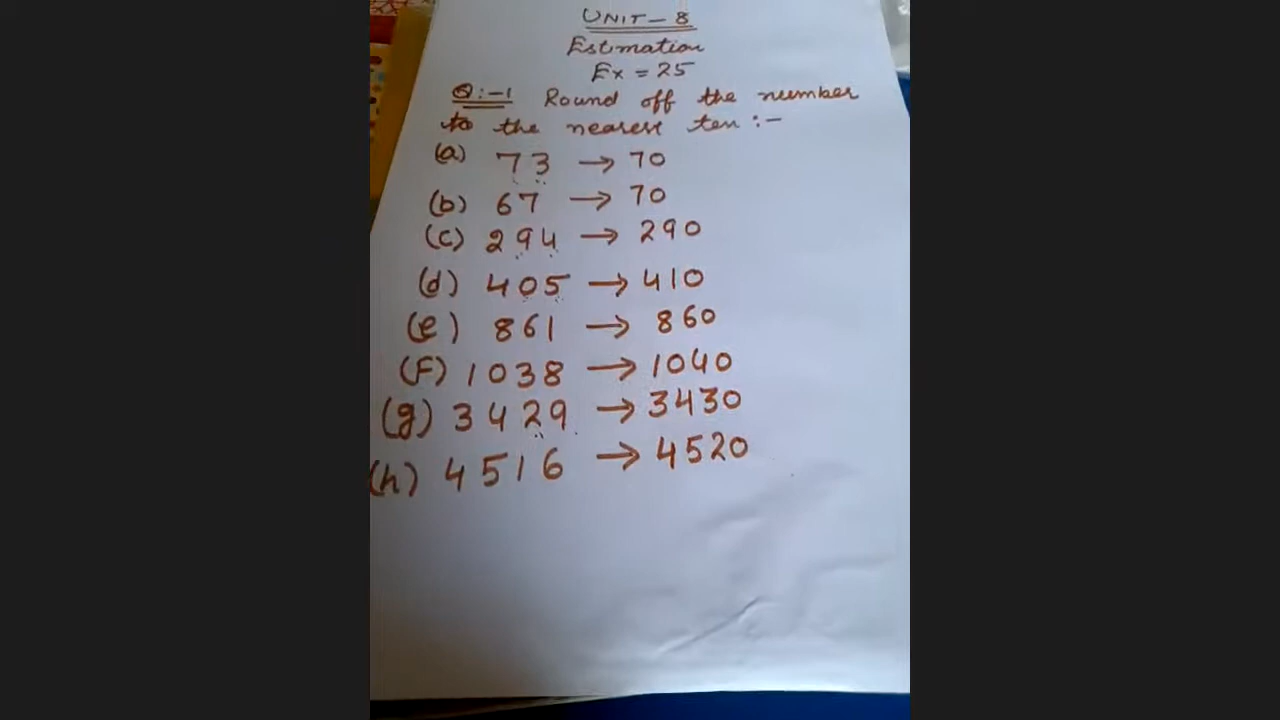 UNIT - 8
Estimation
Ex = 25
Q:-1 Round off the number
to the nearest ten :-
(a) 73 → 70
(b) 67 → 70
(c) 294 → 290
(d) 405 → 410
(e) 861 → 860
(F) 1038 → 1040
(g) 3429 → 3430
(h) 4516 → 4520